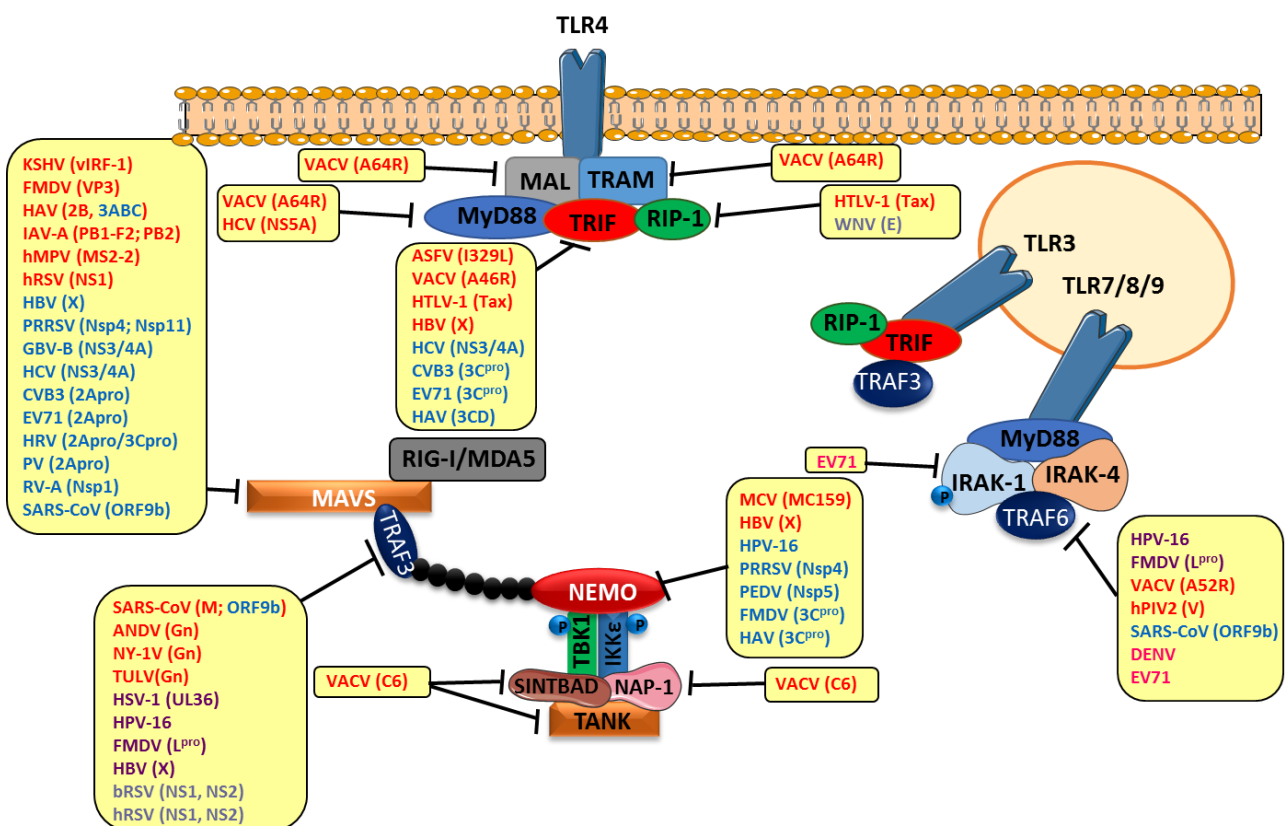 TLR4
KSHV (vIRF-1)
FMDV (VP3)
HAV (2B, 3ABC)
IAV-A (PB1-F2; PB2)
hMPV (MS2-2)
hRSV (NS1)
HBV (X)
PRRSV (Nsp4; Nsp11)
GBV-B (NS3/4A)
HCV (NS3/4A)
CVB3 (2Apro)
EV71 (2Apro)
HRV (2Apro/3Cpro)
PV (2Apro)
RV-A (Nsp1)
SARS-CoV (ORF9b)
VACV (A64R)
MAL
TRAM
VACV (A64R)
VACV (A64R)
HCV (NS5A)
MyD88
TRIF
RIP-1
HTLV-1 (Tax)
WNV (E)
ASFV (I329L)
VACV (A46R)
HTLV-1 (Tax)
HBV (X)
HCV (NS3/4A)
CVB3 (3Cpro)
EV71 (3Cpro)
HAV (3CD)
TLR3
TLR7/8/9
RIP-1
TRIF
TRAF3
MyD88
EV71
IRAK-1
IRAK-4
P
TRAF6
RIG-I/MDA5
MAVS
TRAF3
NEMO
MCV (MC159)
HBV (X)
HPV-16
PRRSV (Nsp4)
PEDV (Nsp5)
FMDV (3Cpro)
HAV (3Cpro)
HPV-16
FMDV (Lpro)
VACV (A52R)
hPIV2 (V)
SARS-CoV (ORF9b)
DENV
EV71
SARS-CoV (M; ORF9b)
ANDV (Gn)
NY-1V (Gn)
TULV(Gn)
HSV-1 (UL36)
HPV-16
FMDV (Lpro)
HBV (X)
bRSV (NS1, NS2)
hRSV (NS1, NS2)
P
TBK1
IKKε
P
VACV (C6)
SINTBAD
NAP-1
VACV (C6)
TANK